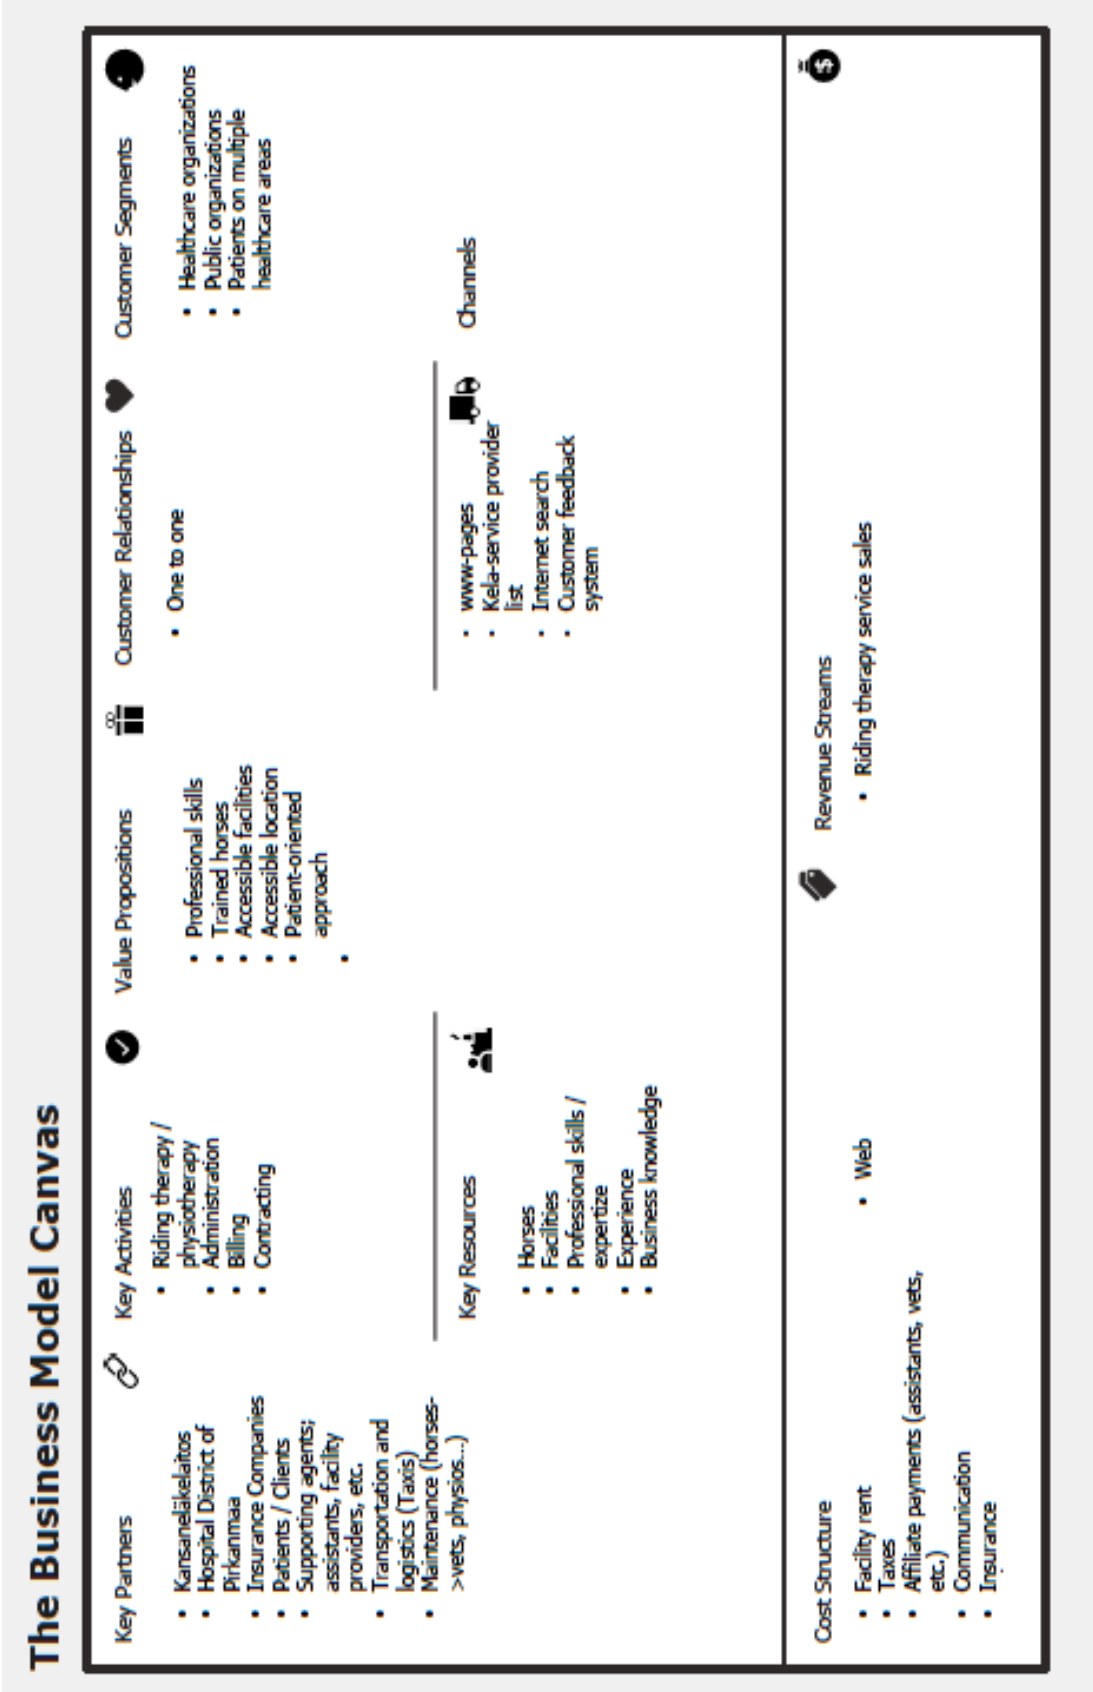 The Business Model Canvas
Key Partners
• Kansaneläkelaitos
• Hospital District of
Pirkanmaa
• Insurance Companies
• Patients / Clients
• Supporting agents;
assistants, facility
providers, etc.
• Transportation and
logistics (Taxis)
• Maintenance (horses-
>vets, physios...)
Key Activities
• Riding therapy /
physiotherapy
• Administration
• Billing
• Contracting
Key Resources
• Horses
• Facilities
• Professional skills /
expertize
• Experience
• Business knowledge
Value Propositions
• Professional skills
• Trained horses
• Accessible facilities
• Accessible location
• Patient-oriented
approach
•
Customer Relationships
• One to one
Channels
• www-pages
• Kela-service provider
list
• Internet search
• Customer feedback
system
Customer Segments
• Healthcare organizations
• Public organizations
• Patients on multiple
healthcare areas
Cost Structure
• Facility rent
• Taxes
• Affiliate payments (assistants, vets,
etc.)
• Communication
• Insurance
• Web
Revenue Streams
• Riding therapy service sales
$